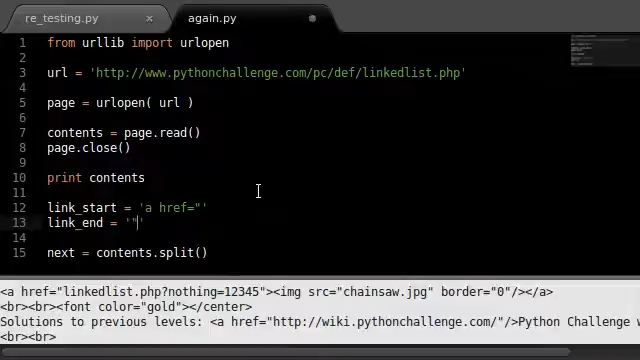 re_testing.py ×
again.py
1 from urllib import urlopen
2
3 url = 'http://www.pythonchallenge.com/pc/def/linkedlist.php'
4
5 page = urlopen( url )
6
7 contents = page.read()
8 page.close()
9
10 print contents
11
12 link_start = 'a href="'
13 link_end = '"'
14
15 next = contents.split()
<a href="linkedlist.php?nothing=12345"><img src="chainsaw.jpg" border="0"/></a>
<br><br><font color="gold"></center>
Solutions to previous levels: <a href="http://wiki.pythonchallenge.com/"/>Python Challenge w
<br><br>